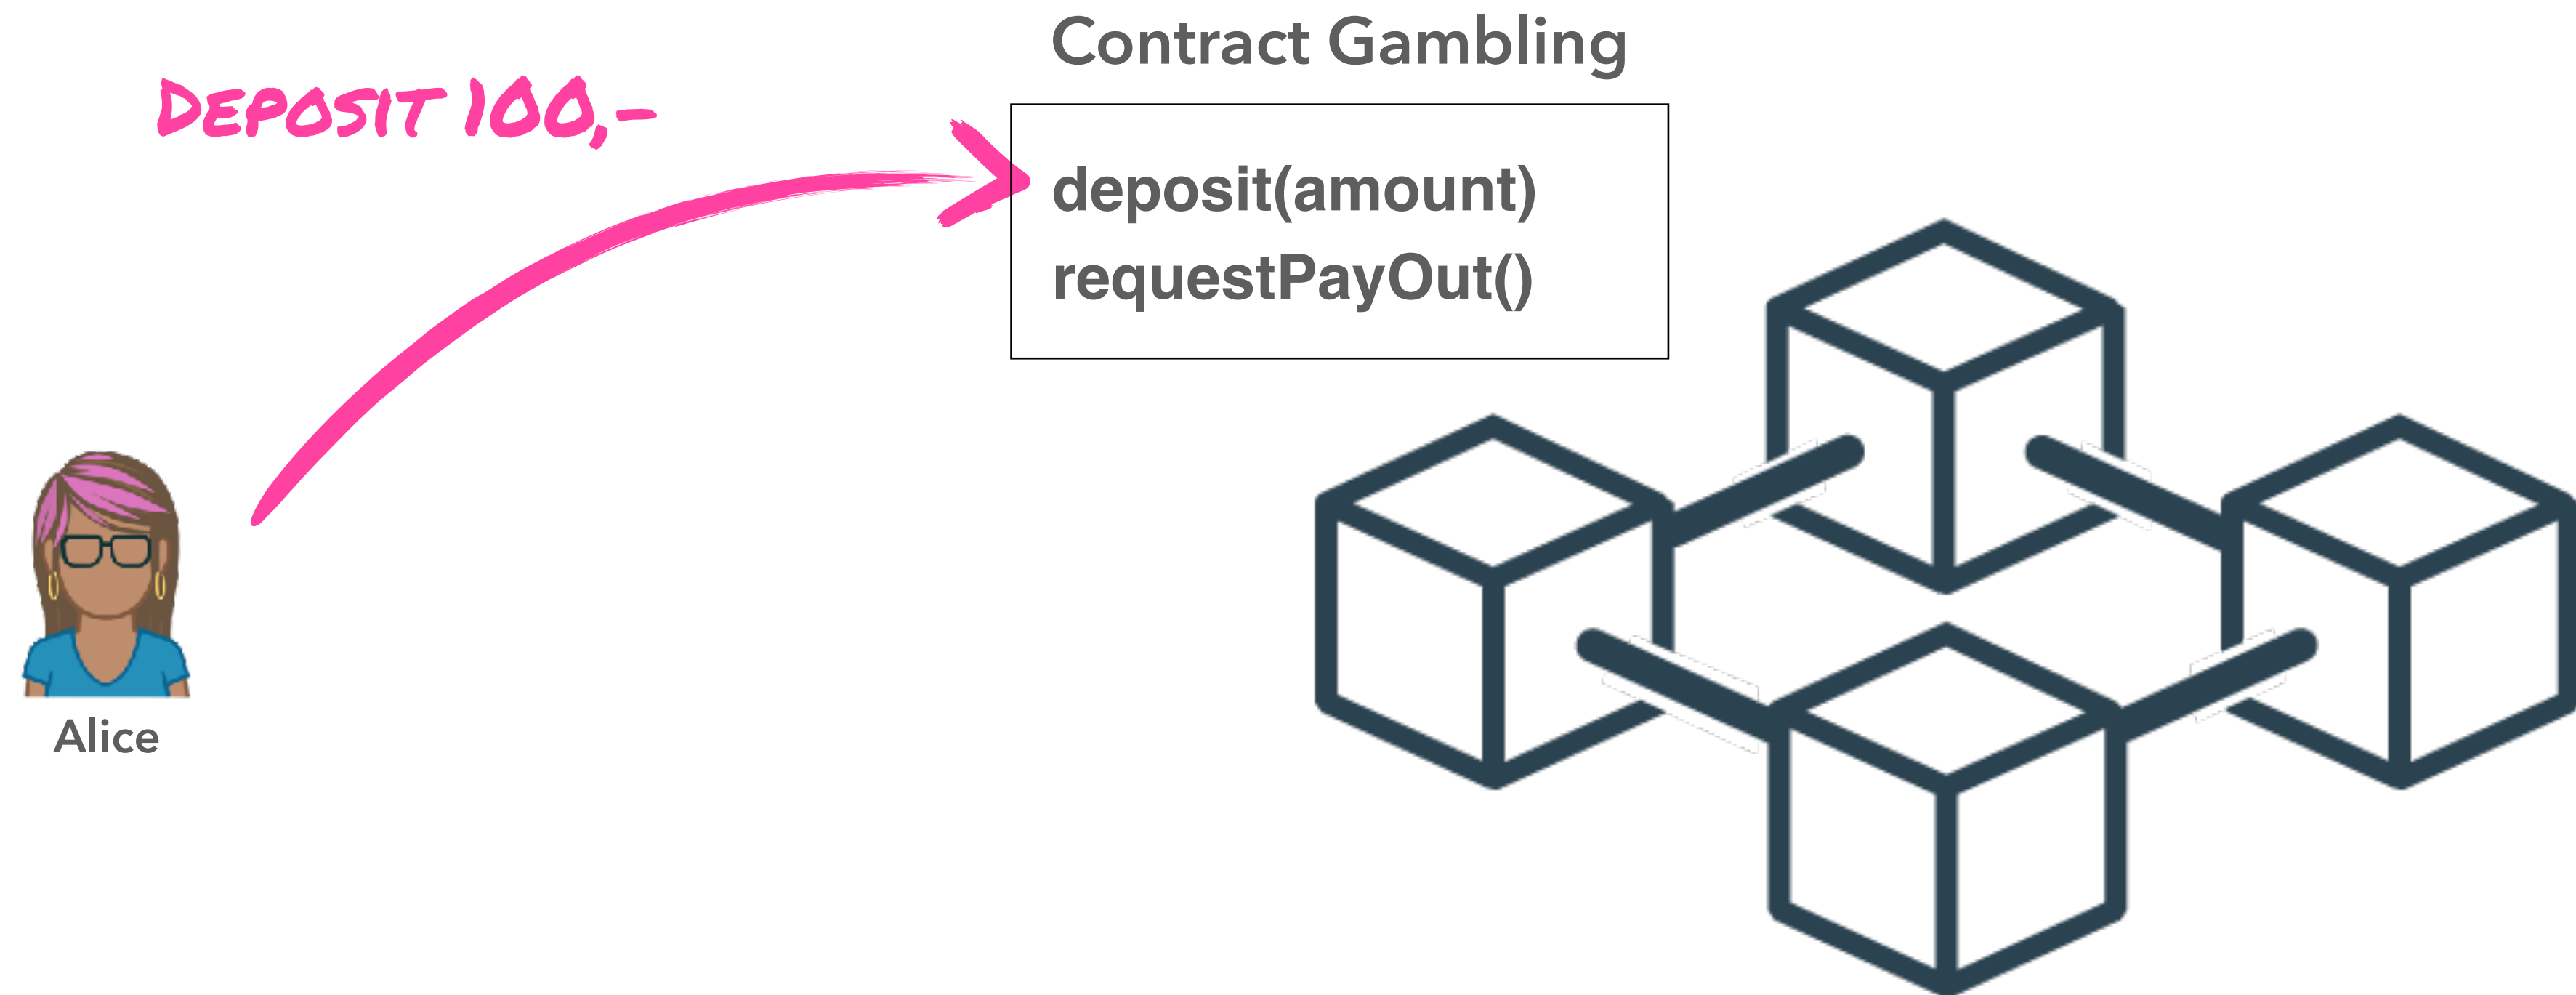 Contract Gambling
DEPOSIT 100,-
deposit(amount)
requestPayOut()
Alice